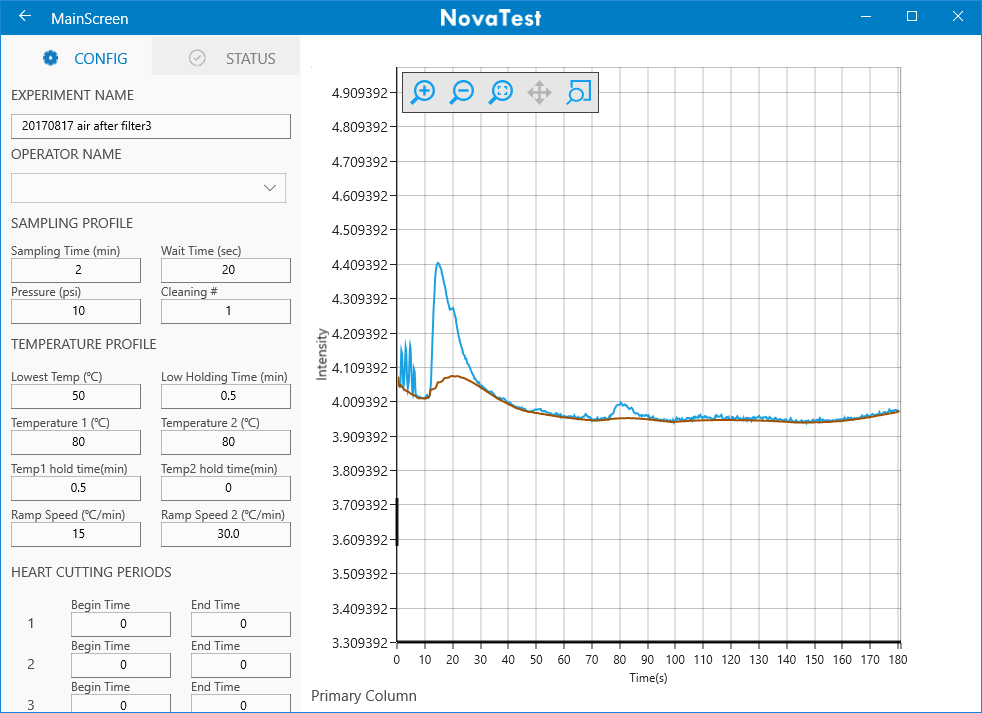 MainScreen
NovaTest
CONFIG
STATUS
EXPERIMENT NAME
20170817 air after filter3
OPERATOR NAME
SAMPLING PROFILE
Sampling Time (min) Wait Time (sec)
2 20
Pressure (psi) Cleaning #
10 1
TEMPERATURE PROFILE
Lowest Temp (℃) Low Holding Time (min)
50 0.5
Temperature 1 (℃) Temperature 2 (℃)
80 80
Temp1 hold time(min) Temp2 hold time(min)
0.5 0
Ramp Speed (℃/min) Ramp Speed 2 (℃/min)
15 30.0
HEART CUTTING PERIODS
Begin Time End Time
1 0 0
Begin Time End Time
2 0 0
Begin Time End Time
3 0 0
4.909392
4.809392
4.709392
4.609392
4.509392
4.409392
4.309392
4.209392
4.109392
4.009392
3.909392
3.809392
3.709392
3.609392
3.509392
3.409392
3.309392
Intensity
0 10 20 30 40 50 60 70 80 90 100 110 120 130 140 150 160 170 180
Time(s)
Primary Column